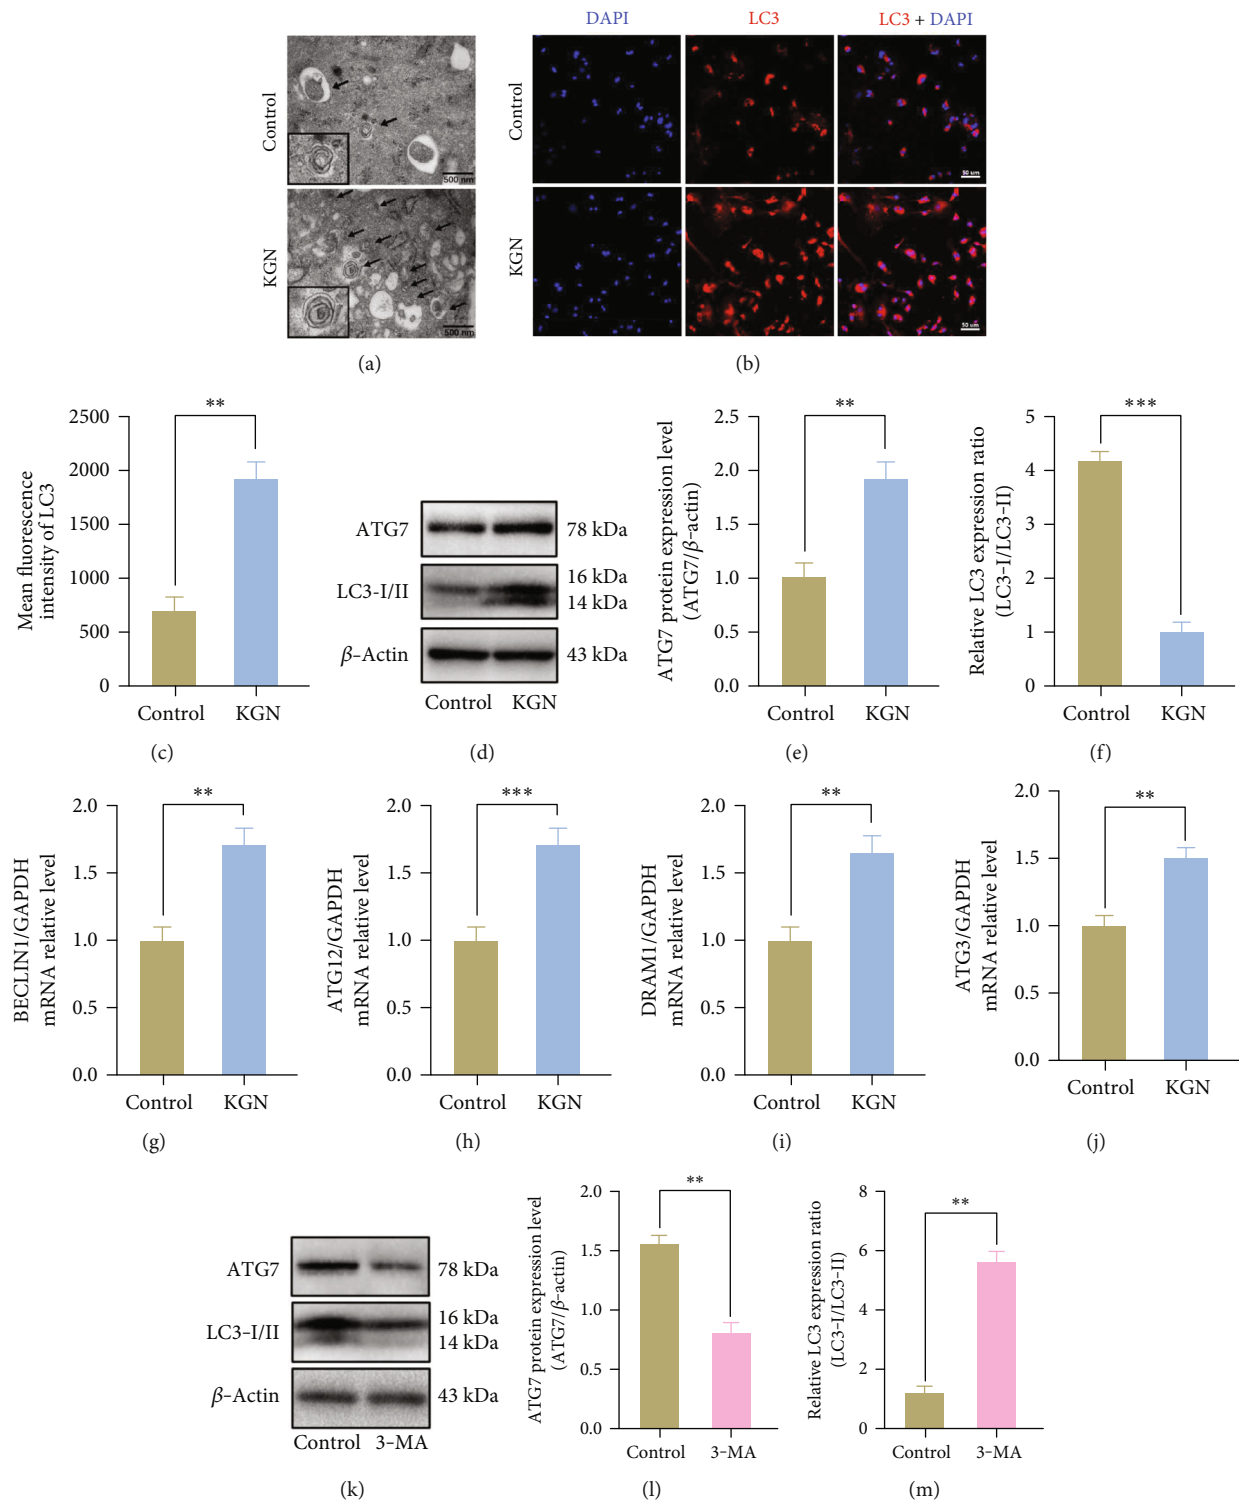 DAPI LC3 LC3 + DAPI
Control
KGN
500 nm
500 nm
(a)
Control
KGN
50 um
50 um
(b)
Mean fluorescence
intensity of LC3
2500
2000
1500
1000
500
0
**
Control KGN
(c)
ATG7 78 kDa
LC3-I/II 16 kDa
14 kDa
β-Actin 43 kDa
Control KGN
(d)
ATG7 protein expression level
(ATG7/β-actin)
2.5
2.0
1.5
1.0
0.5
0.0
**
Control KGN
(e)
Relative LC3 expression ratio
(LC3-I/LC3-II)
5
4
3
2
1
0
***
Control KGN
(f)
BECLIN1/GAPDH
mRNA relative level
2.0
1.5
1.0
0.5
0.0
**
Control KGN
(g)
ATG12/GAPDH
mRNA relative level
2.0
1.5
1.0
0.5
0.0
***
Control KGN
(h)
DRAM1/GAPDH
mRNA relative level
2.0
1.5
1.0
0.5
0.0
**
Control KGN
(i)
ATG3/GAPDH
mRNA relative level
2.0
1.5
1.0
0.5
0.0
**
Control KGN
(j)
ATG7 78 kDa
LC3-I/II 16 kDa
14 kDa
β-Actin 43 kDa
Control 3-MA
(k)
ATG7 protein expression level
(ATG7/β-actin)
2.0
1.5
1.0
0.5
0.0
**
Control 3-MA
(l)
Relative LC3 expression ratio
(LC3-I/LC3-II)
8
6
4
2
0
**
Control 3-MA
(m)